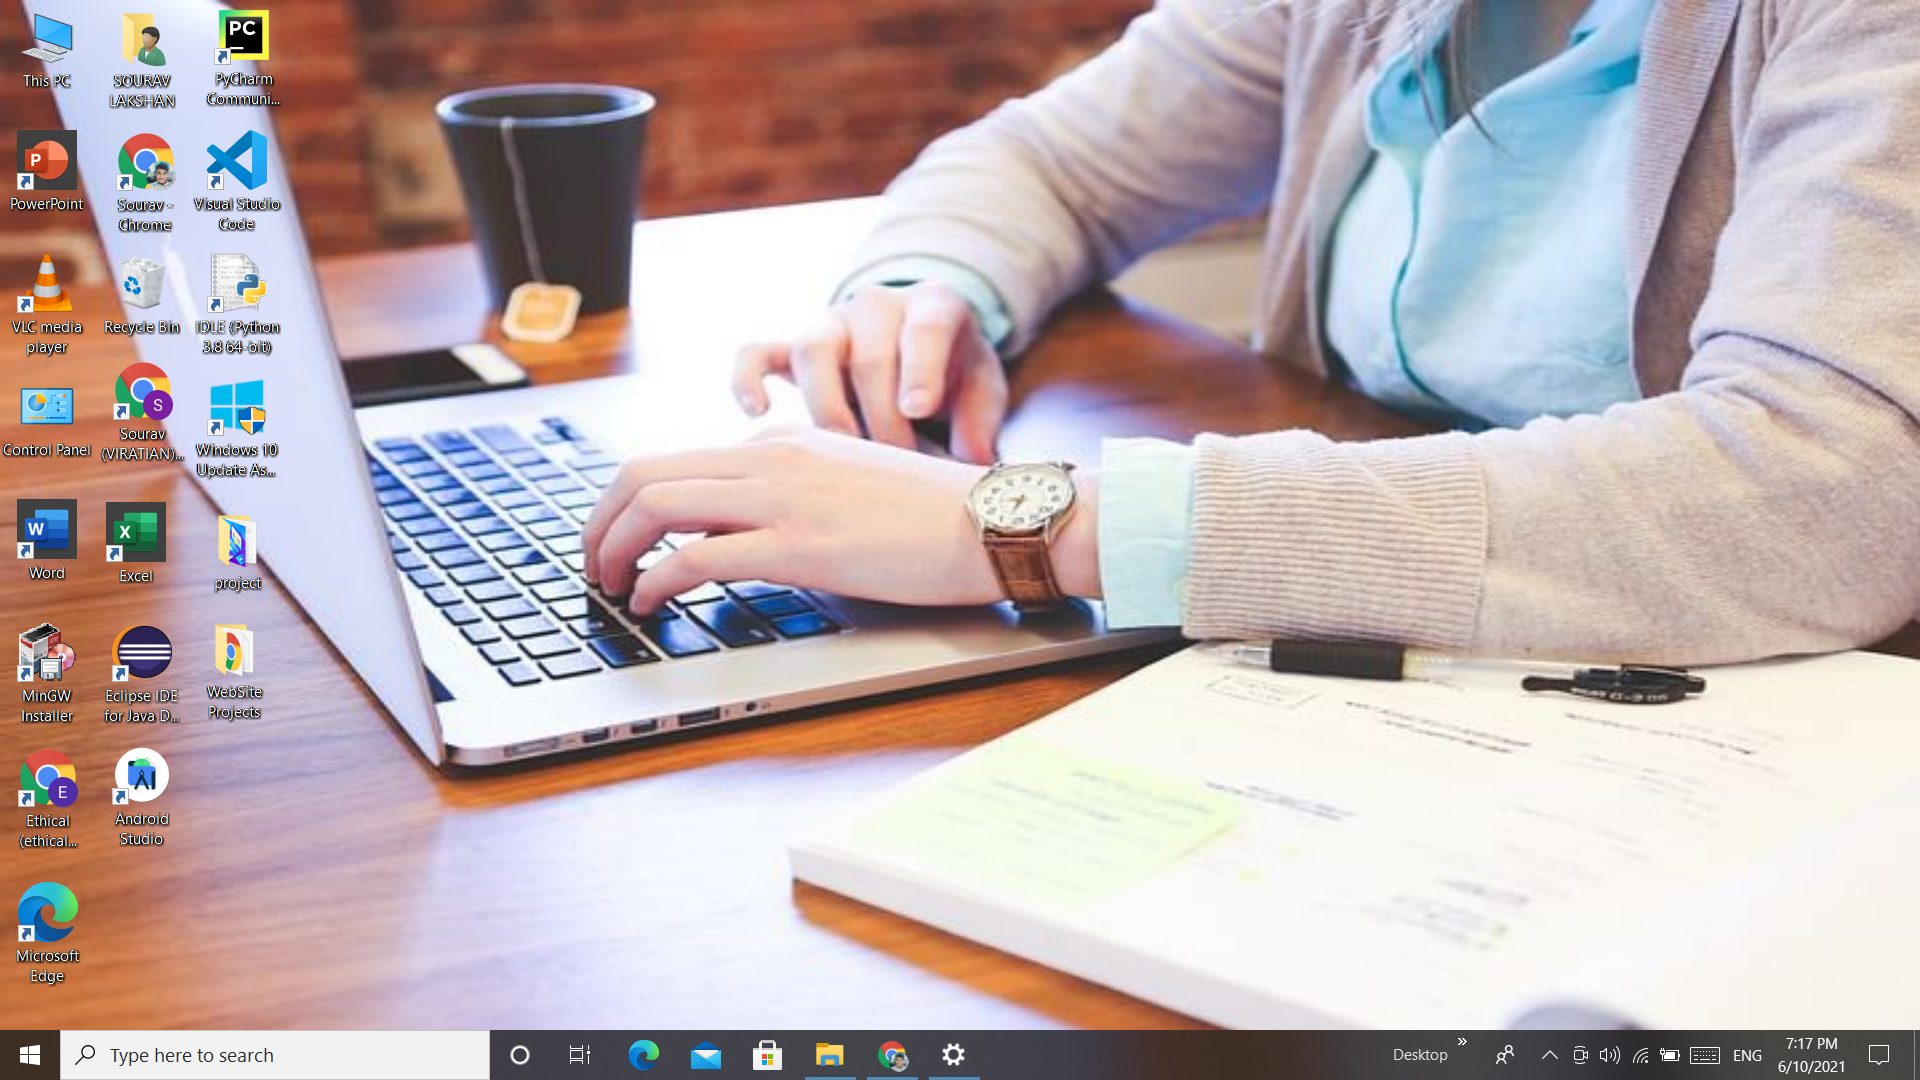 This PC
SOURAV
LAKSHAN
PC
PyCharm
Communi...
P
PowerPoint
Sourav -
Chrome
Visual Studio
Code
VLC media
player
Recycle Bin
IDLE (Python
3.8 64-bit)
Control Panel
S
Sourav
(VIRATIAN)...
Windows 10
Update As...
W
Word
X
Excel
project
MinGW
Installer
Eclipse IDE
for Java D...
WebSite
Projects
E
Ethical
(ethical...
Android
Studio
Microsoft
Edge
Type here to search
Desktop
ENG
7:17 PM
6/10/2021